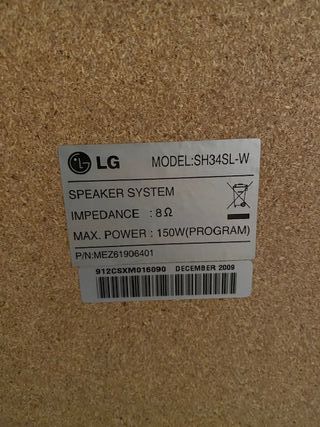 LG MODEL:SH34SL-W
SPEAKER SYSTEM
IMPEDANCE : 8Ω
MAX. POWER : 150W(PROGRAM)
P/N:MEZ61906401
912CSXM016090 DECEMBER 2009